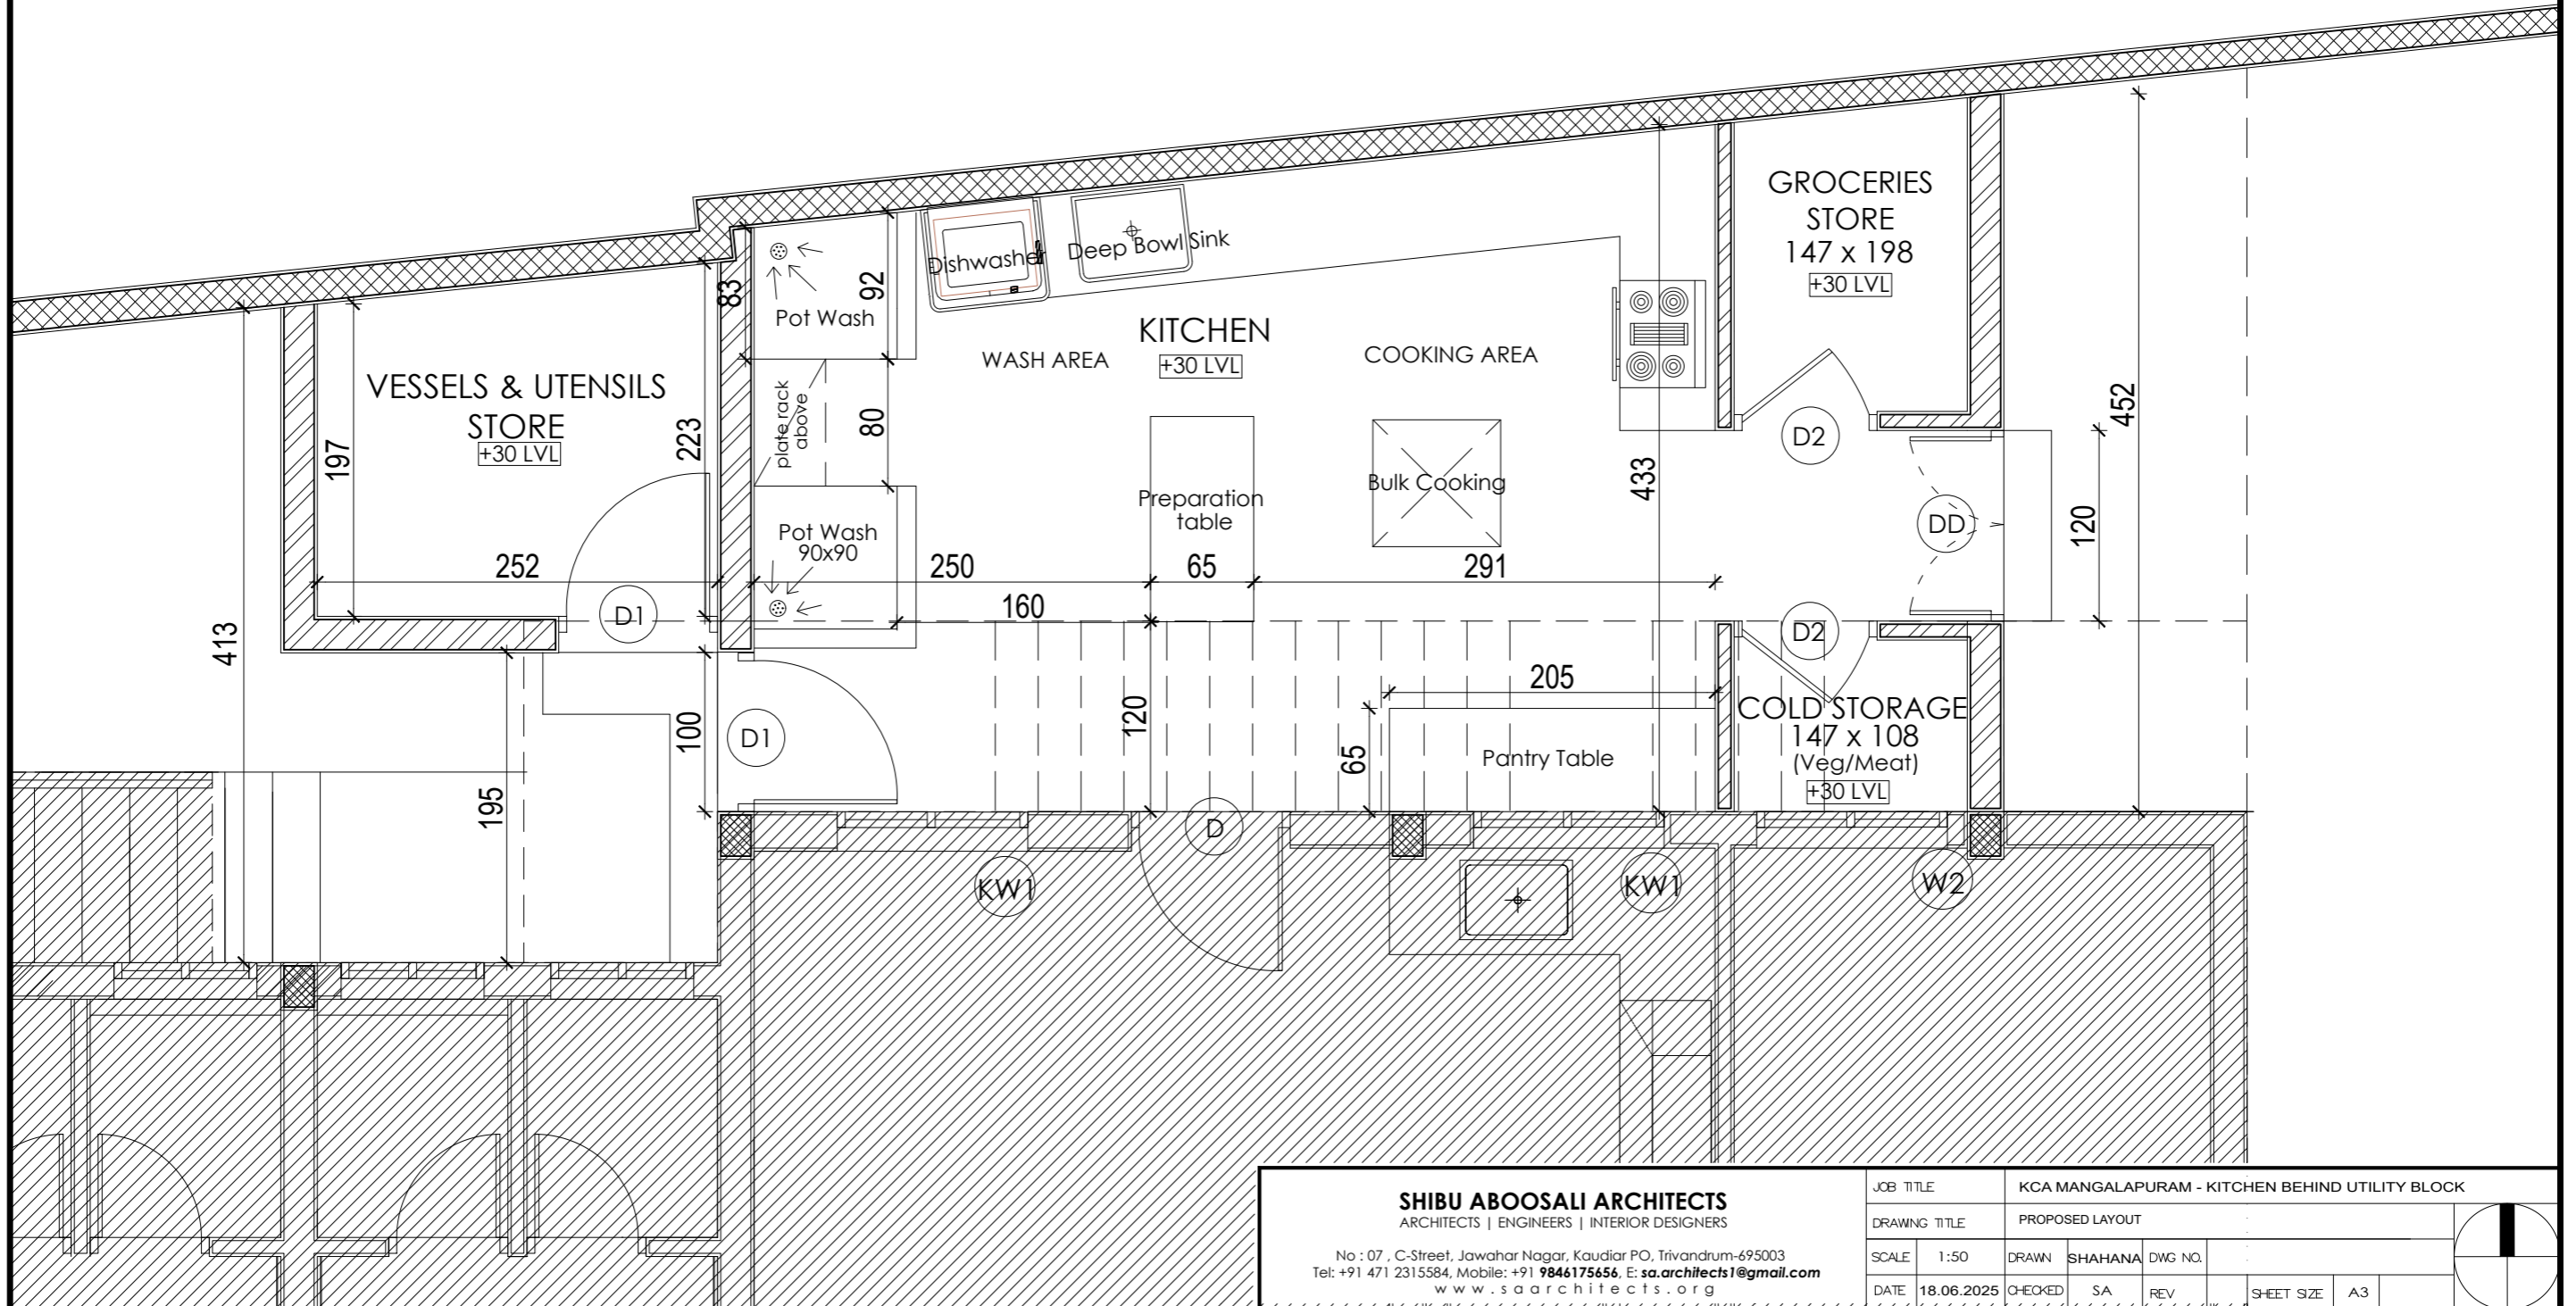 GROCERIES
STORE
147 x 198
+30 LVL
Dishwasher
Deep Bowl Sink
83
92
Pot Wash
KITCHEN
+30 LVL
WASH AREA
COOKING AREA
VESSELS & UTENSILS
STORE
+30 LVL
197
223
plate rack
above
80
433
452
D2
Preparation
table
Bulk Cooking
DD
120
Pot Wash
90x90
252
250
65
291
160
D1
D2
413
195
100
D1
120
205
65
Pantry Table
COLD STORAGE
147 x 108
(Veg/Meat)
+30 LVL
D
KW1
KW1
W2
SHIBU ABOOSALI ARCHITECTS
ARCHITECTS | ENGINEERS | INTERIOR DESIGNERS
No : 07 , C-Street, Jawahar Nagar, Kaudiar PO, Trivandrum-695003
Tel: +91 471 2315584, Mobile: +91 9846175656, E: sa.architects1@gmail.com
www.saarchitects.org
JOB TITLE KCA MANGALAPURAM - KITCHEN BEHIND UTILITY BLOCK
DRAWING TITLE PROPOSED LAYOUT
SCALE 1:50 DRAWN SHAHANA DWG NO.
DATE 18.06.2025 CHECKED SA REV SHEET SIZE A3